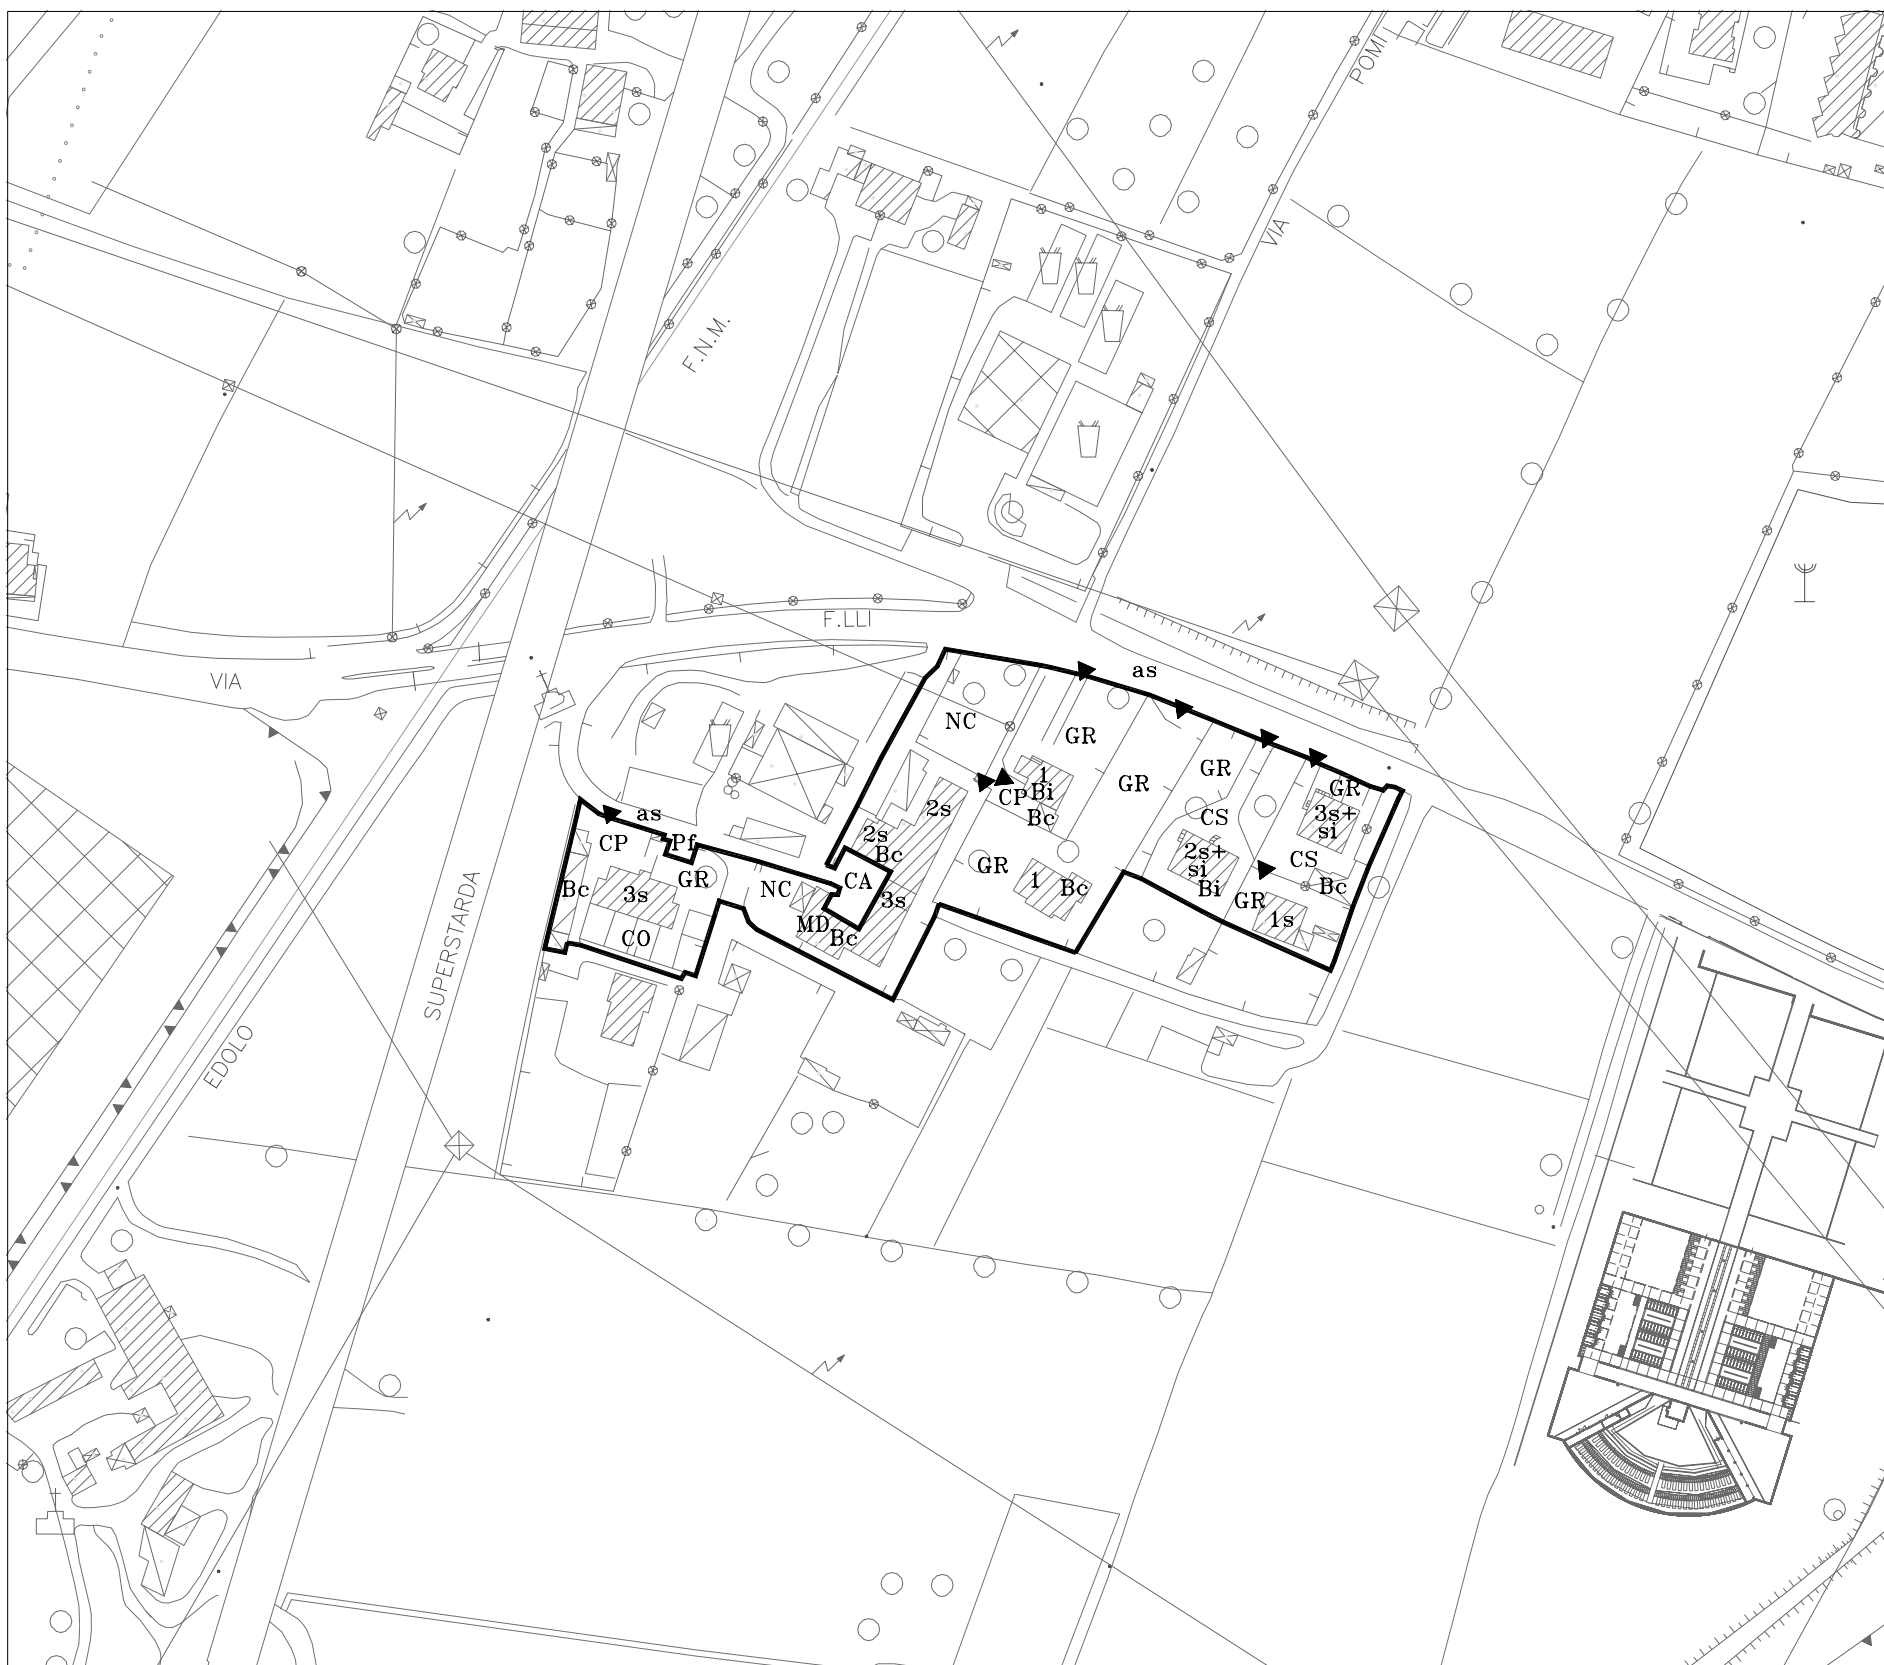 POMI
VIA
F.N.M.
F.LLI
VIA
as
NC
GR
GR
GR
GR
1
Bi
CP
Bc
2s
2s
Bc
3s+
si
CS
CS
2s+
si
Bi
GR
Bc
1s
GR
1
Bc
as
CP
Pf
GR
Bc
3s
CO
NC
CA
3s
MD
Bc
SUPERSTARDA
EDOLO